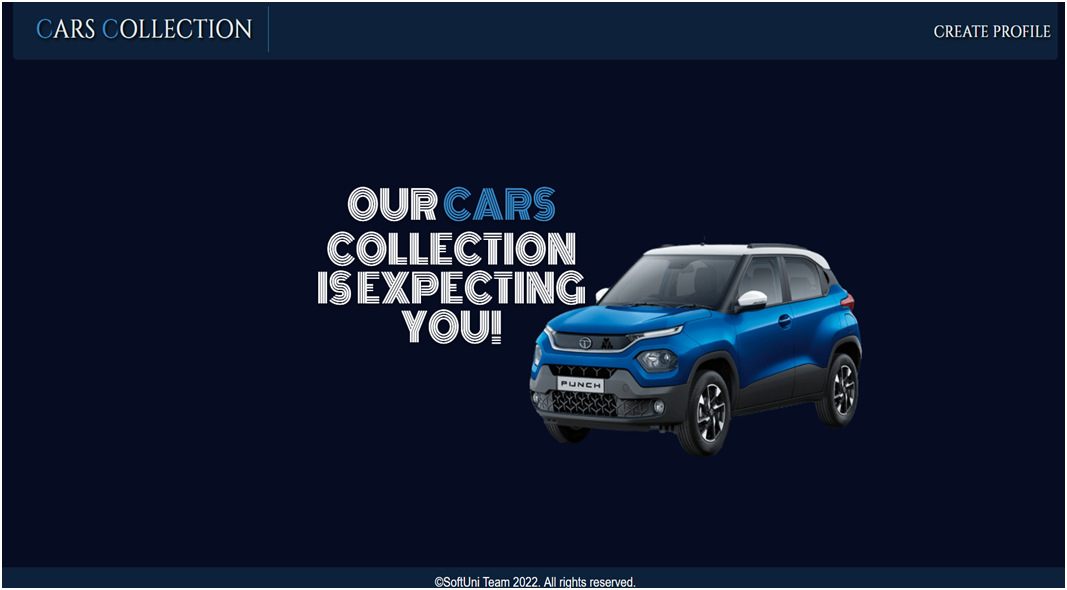 CARS COLLECTION
CREATE PROFILE
OUR CARS
COLLECTION
IS EXPECTING
YOU!
PUNCH
©SoftUni Team 2022. All rights reserved.